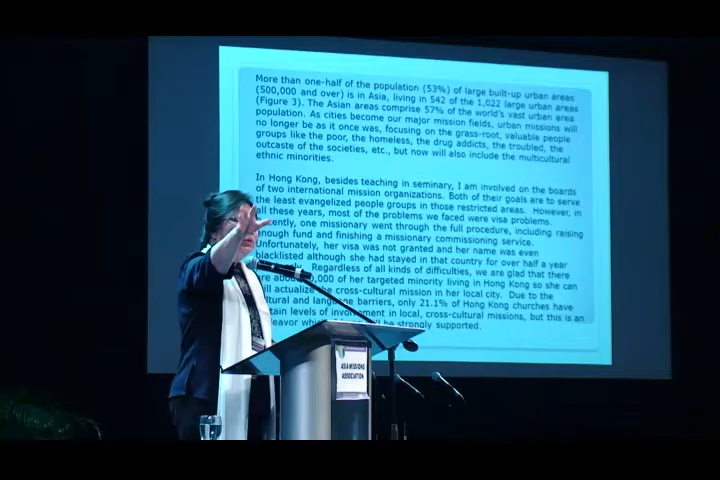 More than one-half of the population (53%) of large built-up urban areas
(500,000 and over) is in Asia, living in 542 of the 1,022 large urban areas
(Figure 3). The Asian areas comprise 57% of the world's vast urban area
population. As cities become our major mission fields, urban missions will
no longer be as it once was, focusing on the grass-root, valuable people
groups like the poor, the homeless, the drug addicts, the troubled, the
outcaste of the societies, etc., but now will also include the multicultural
ethnic minorities.
In Hong Kong, besides teaching in seminary, I am involved on the boards
of two international mission organizations. Both of their goals are to serve
the least evangelized people groups in those restricted areas. However, in
all these years, most of the problems we faced were visa problems.
one missionary went through the full procedure, including raising
enough fund and finishing a missionary commissioning service.
Unfortunately, her visa was not granted and her name was even
blacklisted although she had stayed in that country for over half a year
Regardless of all kinds of difficulties, we are glad that there
are of her targeted minority living in Hong Kong so she can
actualize the cross-cultural mission in her local city. Due to the
cultural and language barriers, only 21.1% of Hong Kong churches have
levels of involvement in local, cross-cultural missions, but this is an
be strongly supported.
ASIA MISSIONS
ASSOCIATION